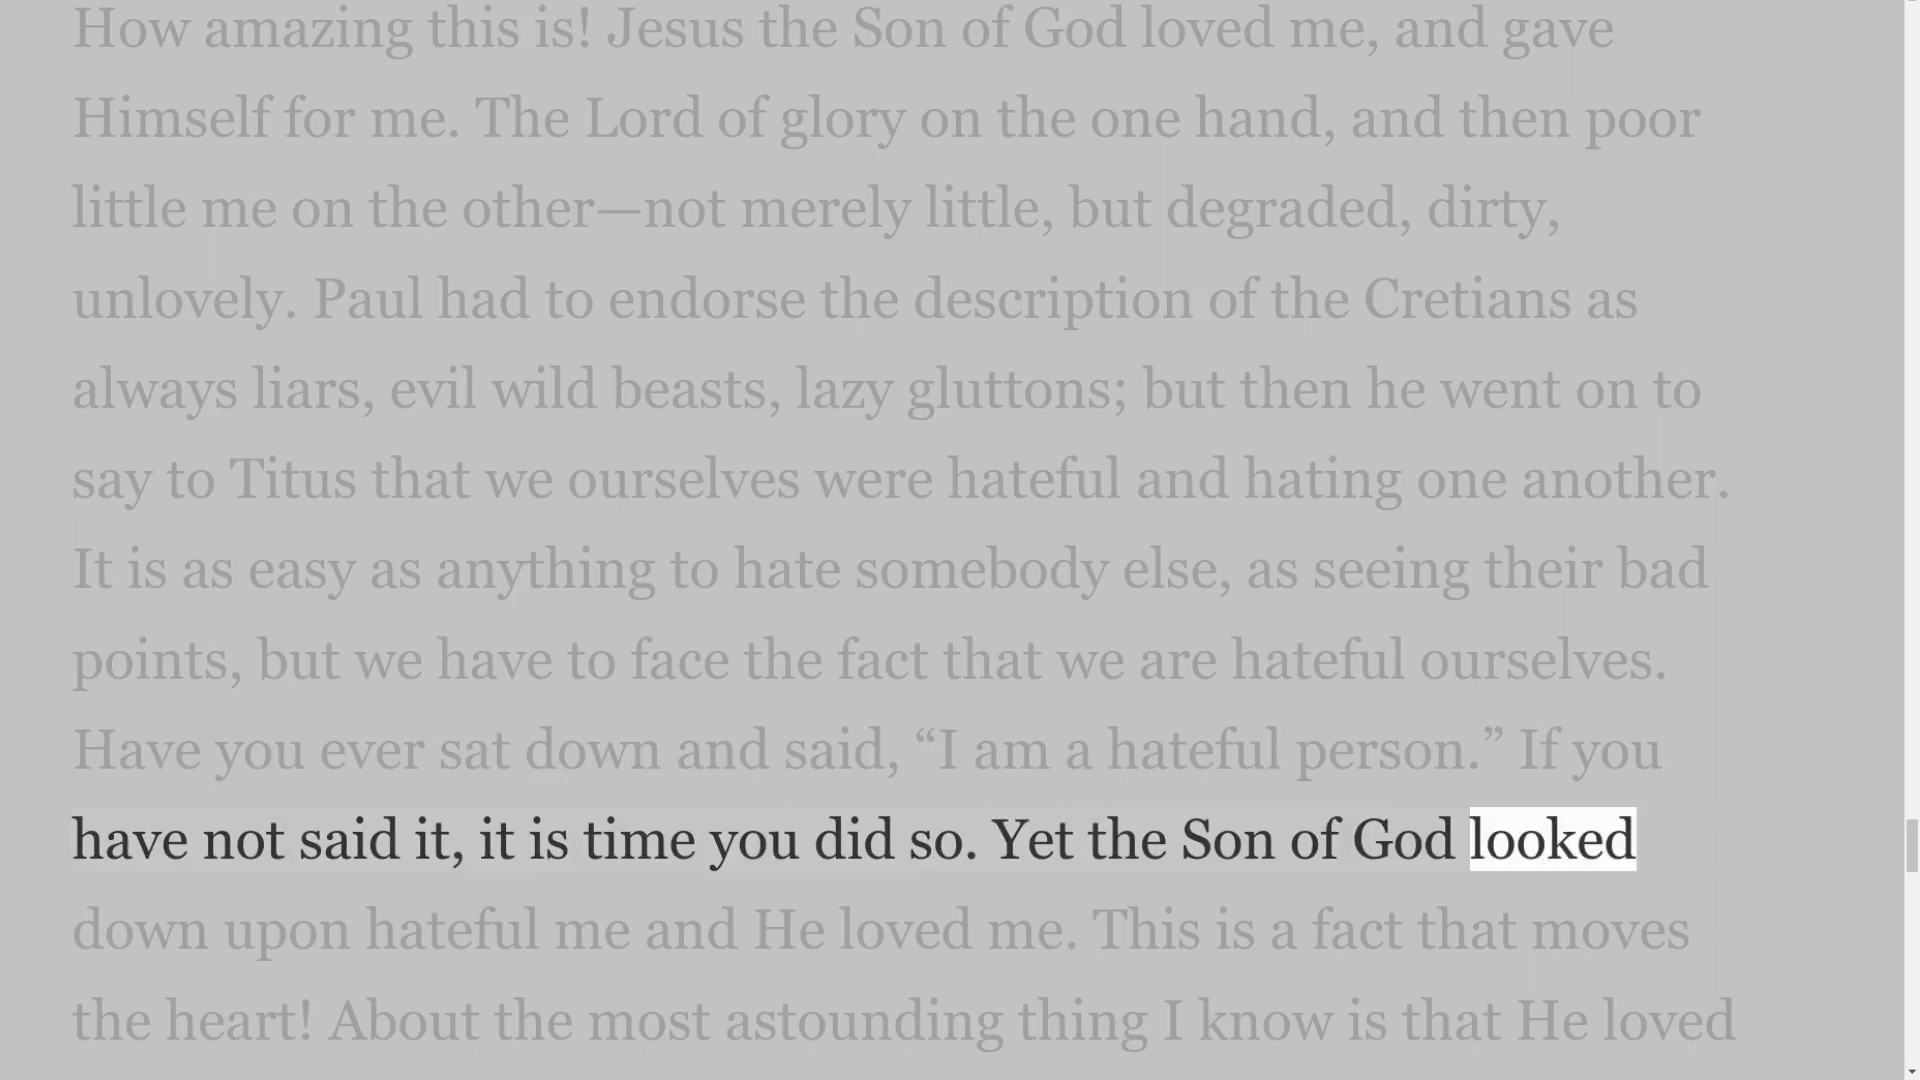 How amazing this is! Jesus the Son of God loved me, and gave
Himself for me. The Lord of glory on the one hand, and then poor
little me on the other—not merely little, but degraded, dirty,
unlovely. Paul had to endorse the description of the Cretians as
always liars, evil wild beasts, lazy gluttons; but then he went on to
say to Titus that we ourselves were hateful and hating one another.
It is as easy as anything to hate somebody else, as seeing their bad
points, but we have to face the fact that we are hateful ourselves.
Have you ever sat down and said, “I am a hateful person.” If you
have not said it, it is time you did so. Yet the Son of God looked
down upon hateful me and He loved me. This is a fact that moves
the heart! About the most astounding thing I know is that He loved